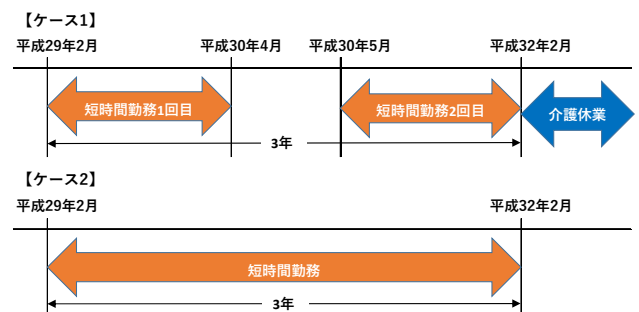 【ケース1】
平成29年2月 平成30年4月 平成30年5月 平成32年2月
短時間勤務1回目 短時間勤務2回目 介護休業
3年
【ケース2】
平成29年2月 平成32年2月
短時間勤務
3年